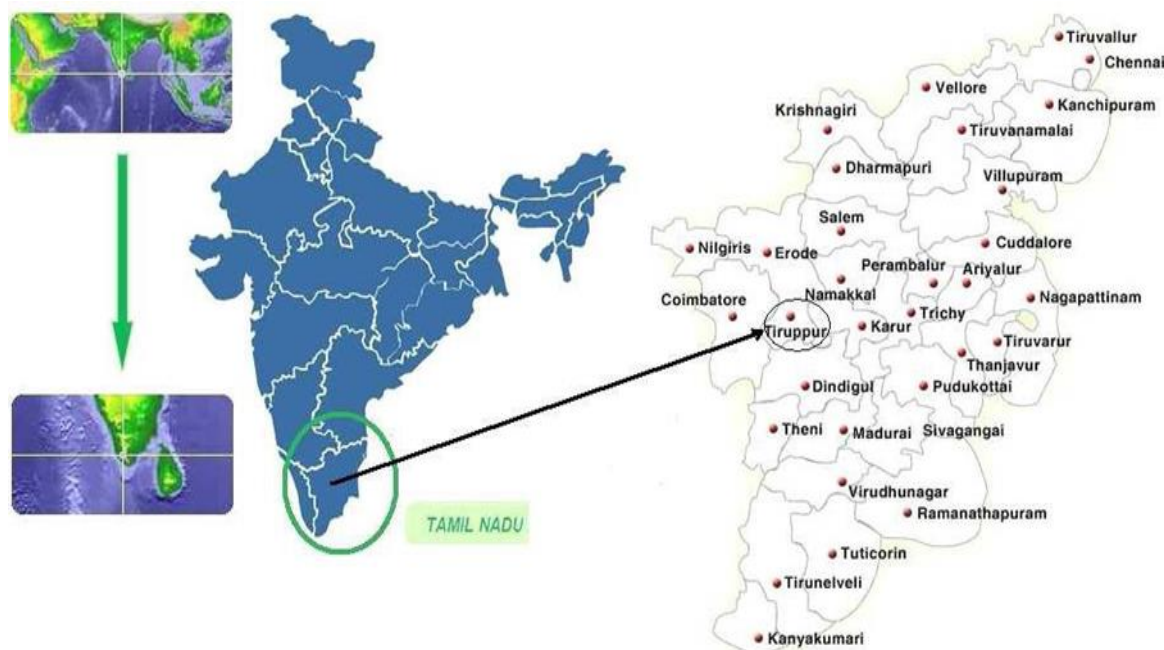 Tiruvallur
Chennai
Vellore
Kanchipuram
Krishnagiri
Tiruvanamalai
Dharmapuri
Villupuram
Salem
Cuddalore
Nilgiris
Erode
Perambalur
Ariyalur
Namakkal
Nagapattinam
Coimbatore
Trichy
Tiruppur
Karur
Tiruvarur
Thanjavur
Dindigul
Pudukottai
Theni
Madurai
Sivagangai
Virudhunagar
Ramanathapuram
TAMIL NADU
Tuticorin
Tirunelveli
Kanyakumari